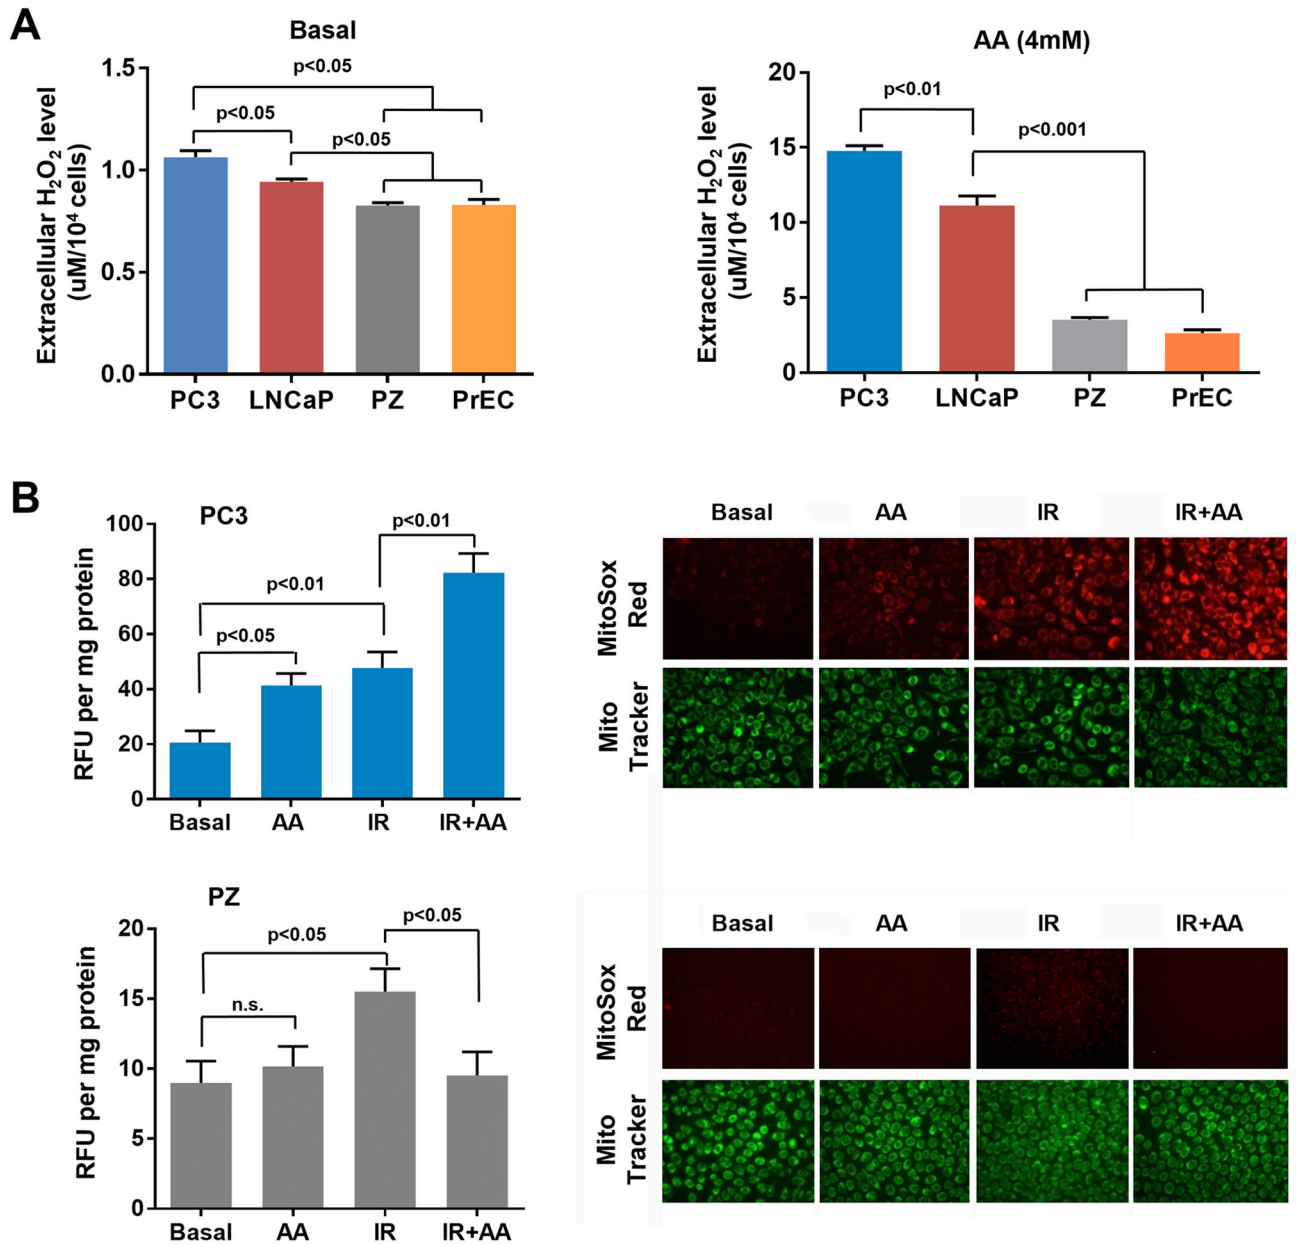 A
Basal
Extracellular H₂O₂ level
(uM/10⁴ cells)
1.5
1.0
0.5
0.0
p<0.05
p<0.05
p<0.05
PC3 LNCaP PZ PrEC
AA (4mM)
Extracellular H₂O₂ level
(uM/10⁴ cells)
20
15
10
5
0
p<0.01
p<0.001
PC3 LNCaP PZ PrEC
B
PC3
RFU per mg protein
100
80
60
40
20
0
p<0.01
p<0.01
p<0.05
Basal AA IR IR+AA
Basal AA IR IR+AA
MitoSox
Red
Mito
Tracker
PZ
RFU per mg protein
20
15
10
5
0
p<0.05
p<0.05
n.s.
Basal AA IR IR+AA
Basal AA IR IR+AA
MitoSox
Red
Mito
Tracker